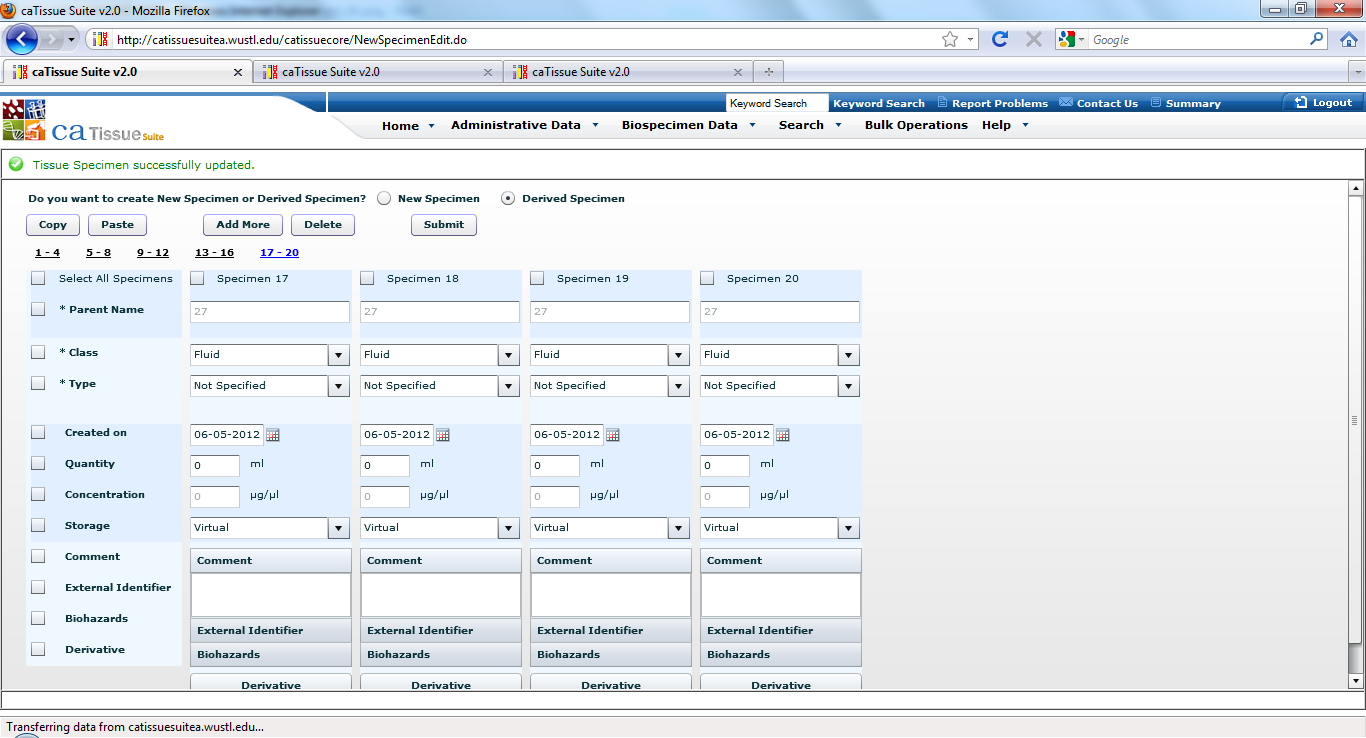 caTissue Suite v2.0 - Mozilla Firefox
http://catissuesuitea.wustl.edu/catissuecore/NewSpecimenEdit.do
Google
caTissue Suite v2.0
caTissue Suite v2.0
caTissue Suite v2.0
Keyword Search Keyword Search Report Problems Contact Us Summary Logout
ca Tissue Suite
Home Administrative Data Biospecimen Data Search Bulk Operations Help
Tissue Specimen successfully updated.
Do you want to create New Specimen or Derived Specimen? New Specimen Derived Specimen
Copy Paste Add More Delete Submit
1 - 4 5 - 8 9 - 12 13 - 16 17 - 20
Select All Specimens Specimen 17 Specimen 18 Specimen 19 Specimen 20
* Parent Name 27 27 27 27
* Class Fluid Fluid Fluid Fluid
* Type Not Specified Not Specified Not Specified Not Specified
Created on 06-05-2012 06-05-2012 06-05-2012 06-05-2012
Quantity 0 ml 0 ml 0 ml 0 ml
Concentration 0 µg/µl 0 µg/µl 0 µg/µl 0 µg/µl
Storage Virtual Virtual Virtual Virtual
Comment Comment Comment Comment Comment
External Identifier
Biohazards External Identifier External Identifier External Identifier External Identifier
Derivative Biohazards Biohazards Biohazards Biohazards
Derivative Derivative Derivative Derivative
Transferring data from catissuesuitea.wustl.edu...